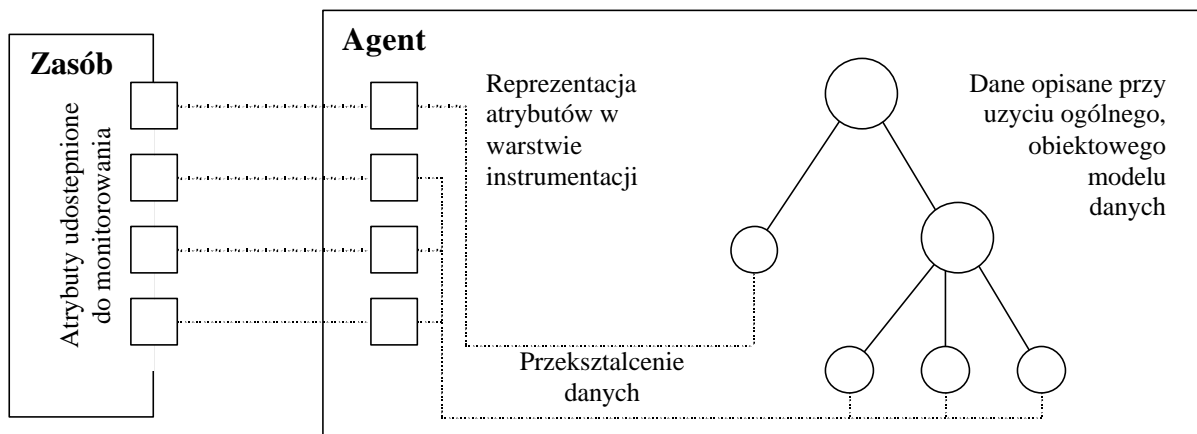 Zasób
Atrybuty udostepnione
do monitorowania
Agent
Reprezentacja
atrybutów w
warstwie
instrumentacji
Dane opisane przy
uzyciu ogólnego,
obiektowego
modelu
danych
Przeksztalcenie
danych